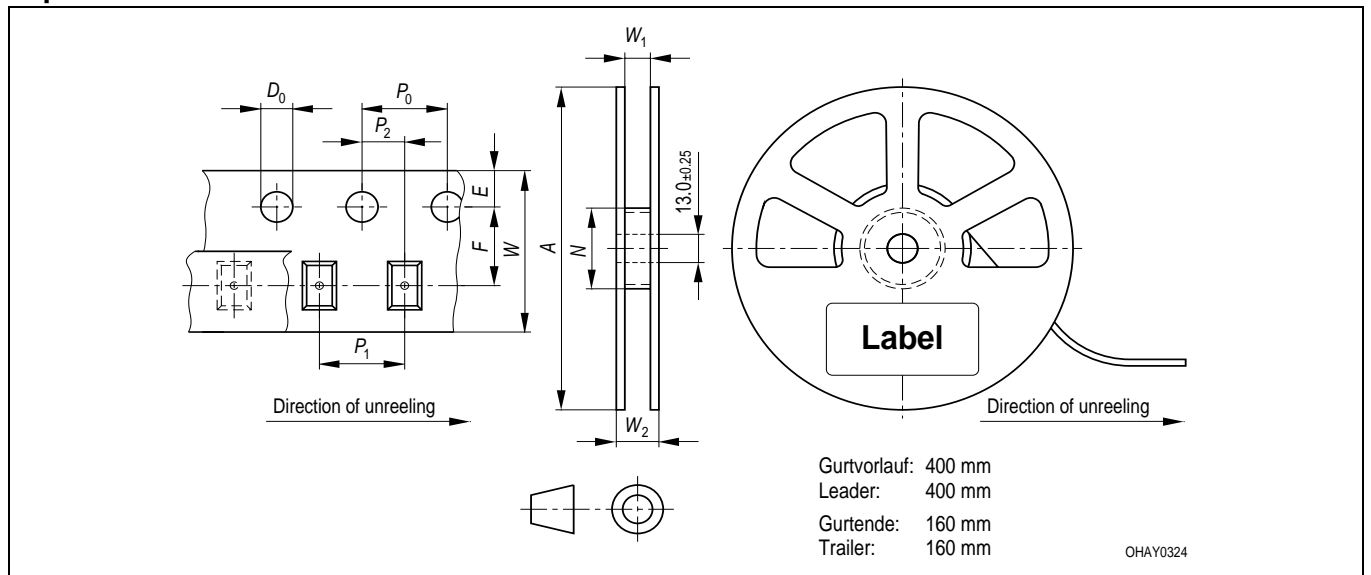 W₁
D₀
P₀
P₂
E
F
W
A
N
13.0±0.25
P₁
Label
Direction of unreeling
W₂
Direction of unreeling
Gurtvorlauf: 400 mm
Leader: 400 mm
Gurtende: 160 mm
Trailer: 160 mm
OHAY0324